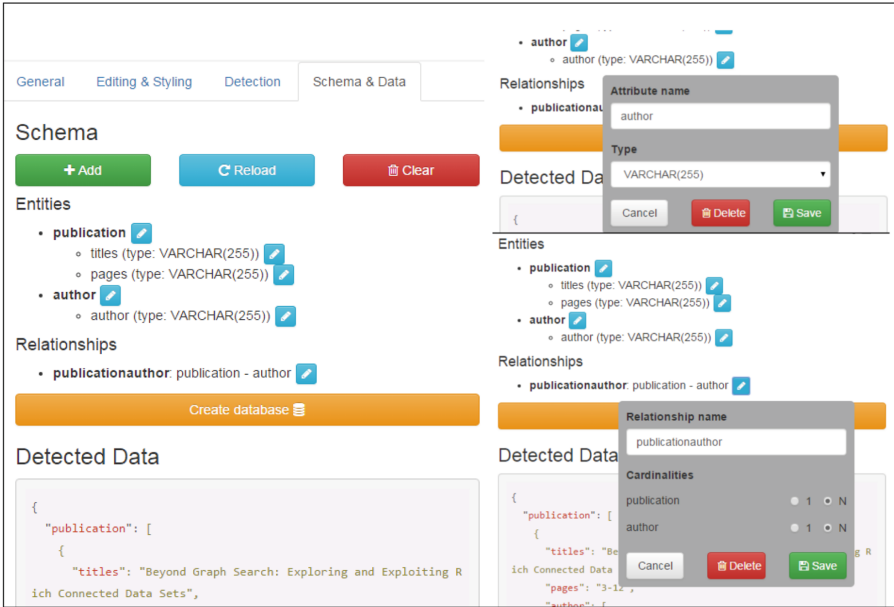 General Editing & Styling Detection Schema & Data
Schema
Add Reload Clear
Entities
publication
titles (type: VARCHAR(255))
pages (type: VARCHAR(255))
author
author (type: VARCHAR(255))
Relationships
publicationauthor: publication - author
Create database
Detected Data
{
"publication": [
{
"titles": "Beyond Graph Search: Exploring and Exploiting R
ich Connected Data Sets",
author
author (type: VARCHAR(255))
Relationships
publicationau
Attribute name
author
Type
VARCHAR(255)
Detected Da
{
Cancel Delete Save
Entities
publication
titles (type: VARCHAR(255))
pages (type: VARCHAR(255))
author
author (type: VARCHAR(255))
Relationships
publicationauthor: publication - author
Relationship name
publicationauthor
Detected Data
Cardinalities
publication 1 N
author 1 N
Cancel Delete Save
{
"publication": [
{
"titles": "Be g R
ich Connected Data
"pages": "3-12",
"author": [